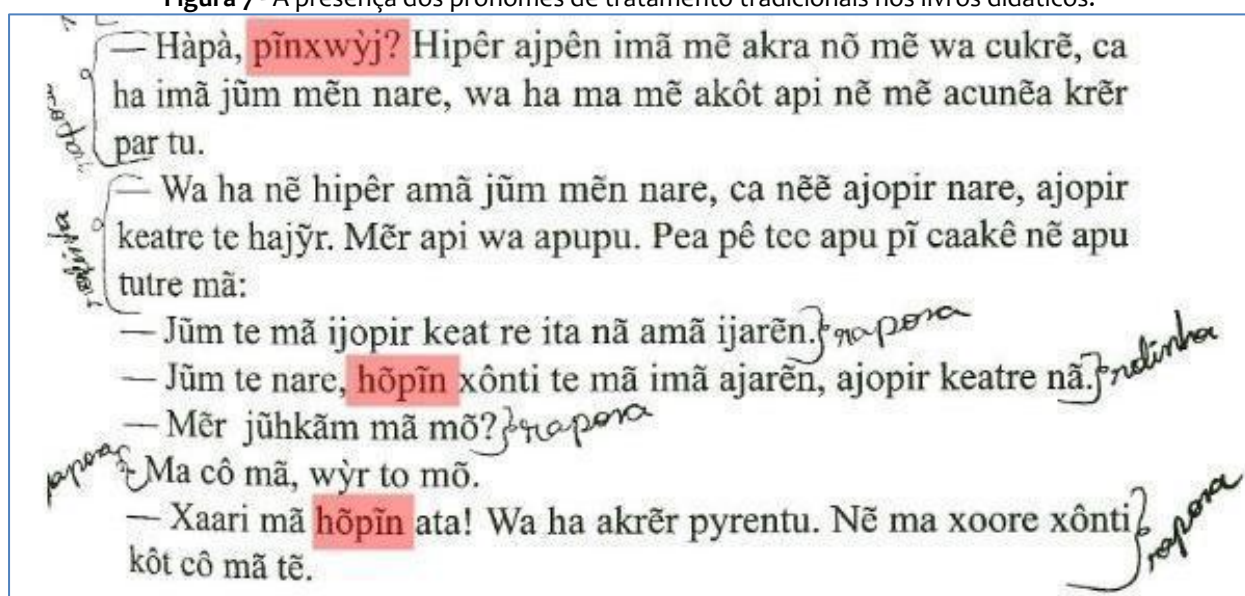 Figura 7- A presença dos pronomes de tratamento tradicionais nos livros didáticos.
— Hàpà, pĩnxwỳj? Hipêr ajpên imã mẽ akra nõ mẽ wa cukrẽ, ca
ha imã jũm mẽn nare, wa ha ma mẽ akôt api nẽ mẽ acunẽa krẽr
par tu.
— Wa ha nẽ hipêr amã jũm mẽn nare, ca nẽẽ ajopir nare, ajopir
keatre te hajỹr. Mẽr api wa apupu. Pea pê tee apu pĩ caakê nẽ apu
tutre mã:
— Jũm te mã ijopir keat re ita nã amã ijarẽn. raposa
— Jũm te nare, hõpĩn xônti te mã imã ajarẽn, ajopir keatre nã. rolinha
— Mẽr jũhkãm mã mõ? raposa
raposa Ma cô mã, wỳr to mõ.
— Xaari mã hõpĩn ata! Wa ha akrẽr pyrentu. Nẽ ma xoore xônti raposa
kôt cô mã tẽ.